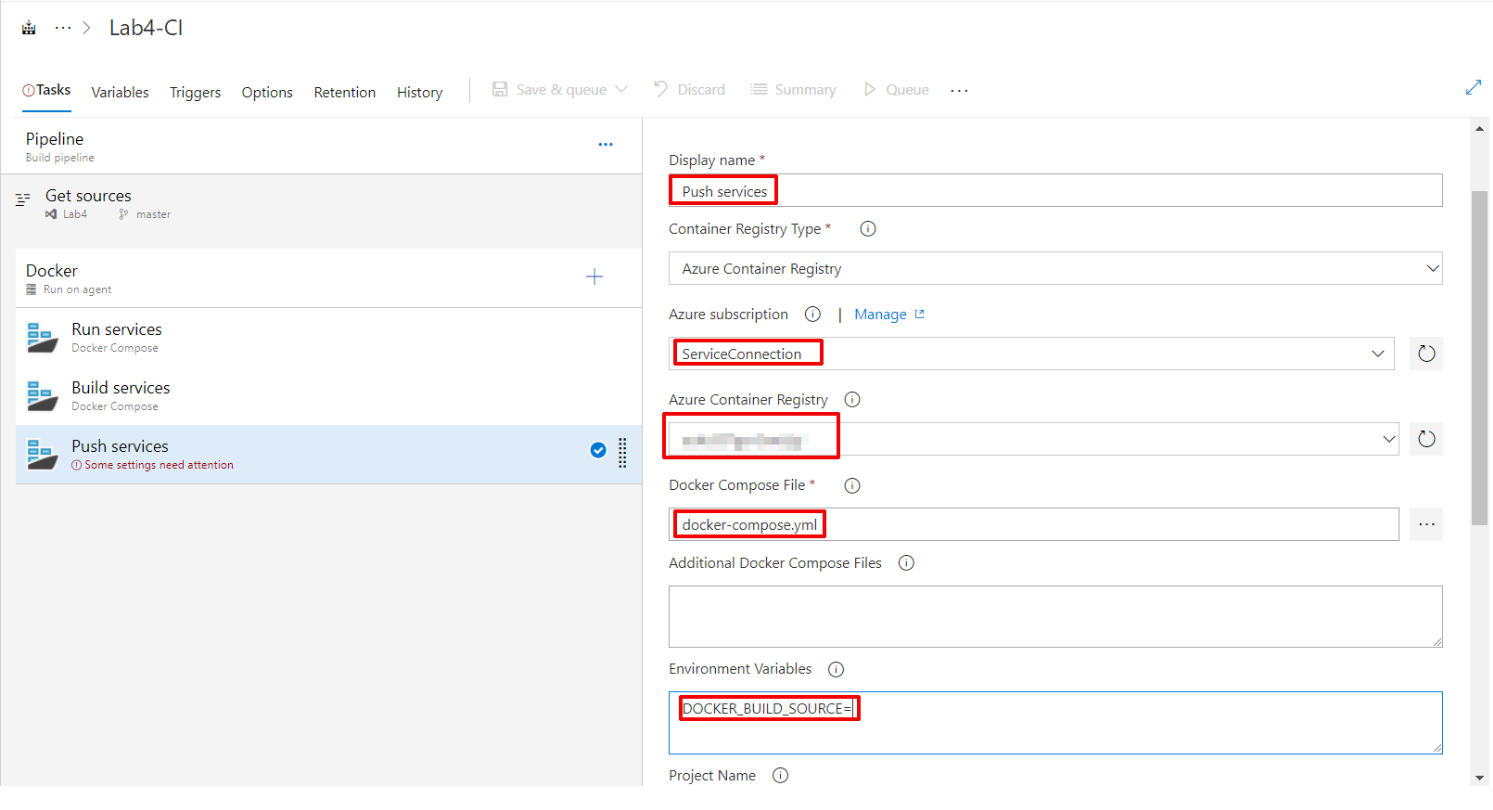 ··· > Lab4-CI
Tasks Variables Triggers Options Retention History Save & queue Discard Summary Queue ···
Pipeline
Build pipeline
Get sources
Lab4 master
Docker
Run on agent
Run services
Docker Compose
Build services
Docker Compose
Push services
Some settings need attention
Display name *
Push services
Container Registry Type *
Azure Container Registry
Azure subscription | Manage
ServiceConnection
Azure Container Registry
Docker Compose File *
docker-compose.yml
Additional Docker Compose Files
Environment Variables
DOCKER_BUILD_SOURCE=
Project Name